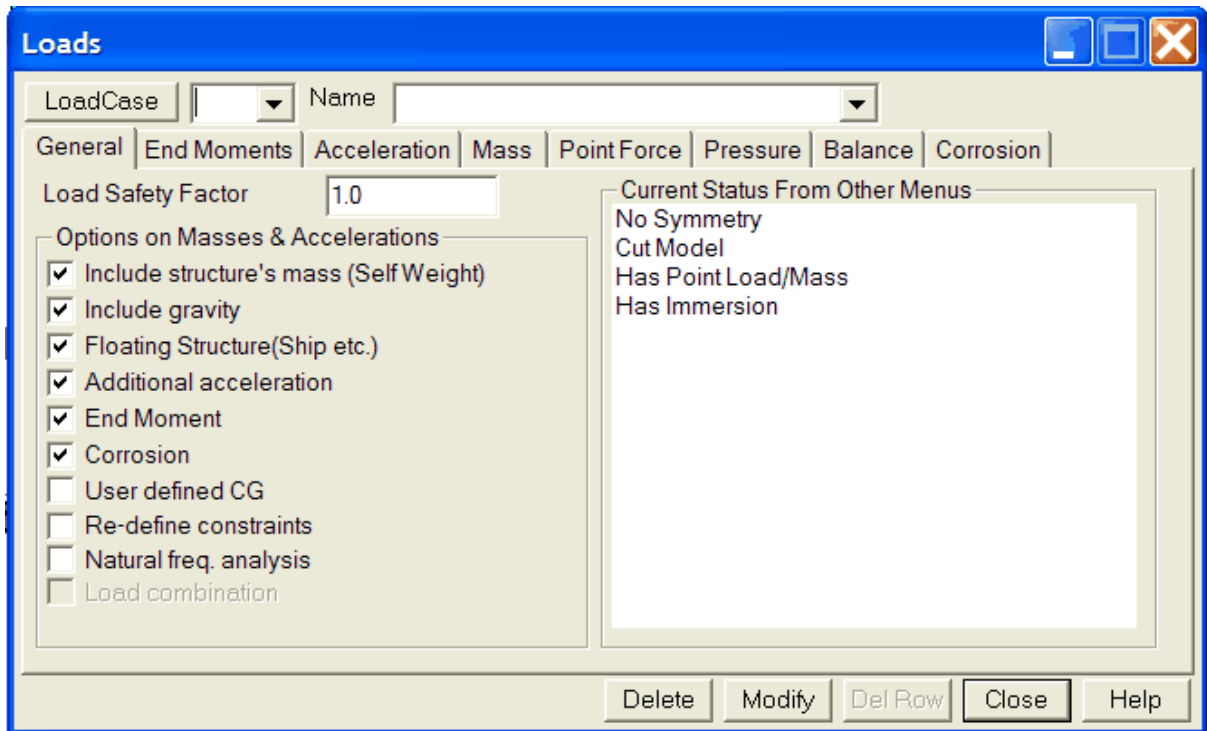 Loads
LoadCase Name
General End Moments Acceleration Mass Point Force Pressure Balance Corrosion
Load Safety Factor 1.0
Options on Masses & Accelerations
Include structure's mass (Self Weight)
Include gravity
Floating Structure(Ship etc.)
Additional acceleration
End Moment
Corrosion
User defined CG
Re-define constraints
Natural freq. analysis
Load combination
Current Status From Other Menus
No Symmetry
Cut Model
Has Point Load/Mass
Has Immersion
Delete Modify Del Row Close Help